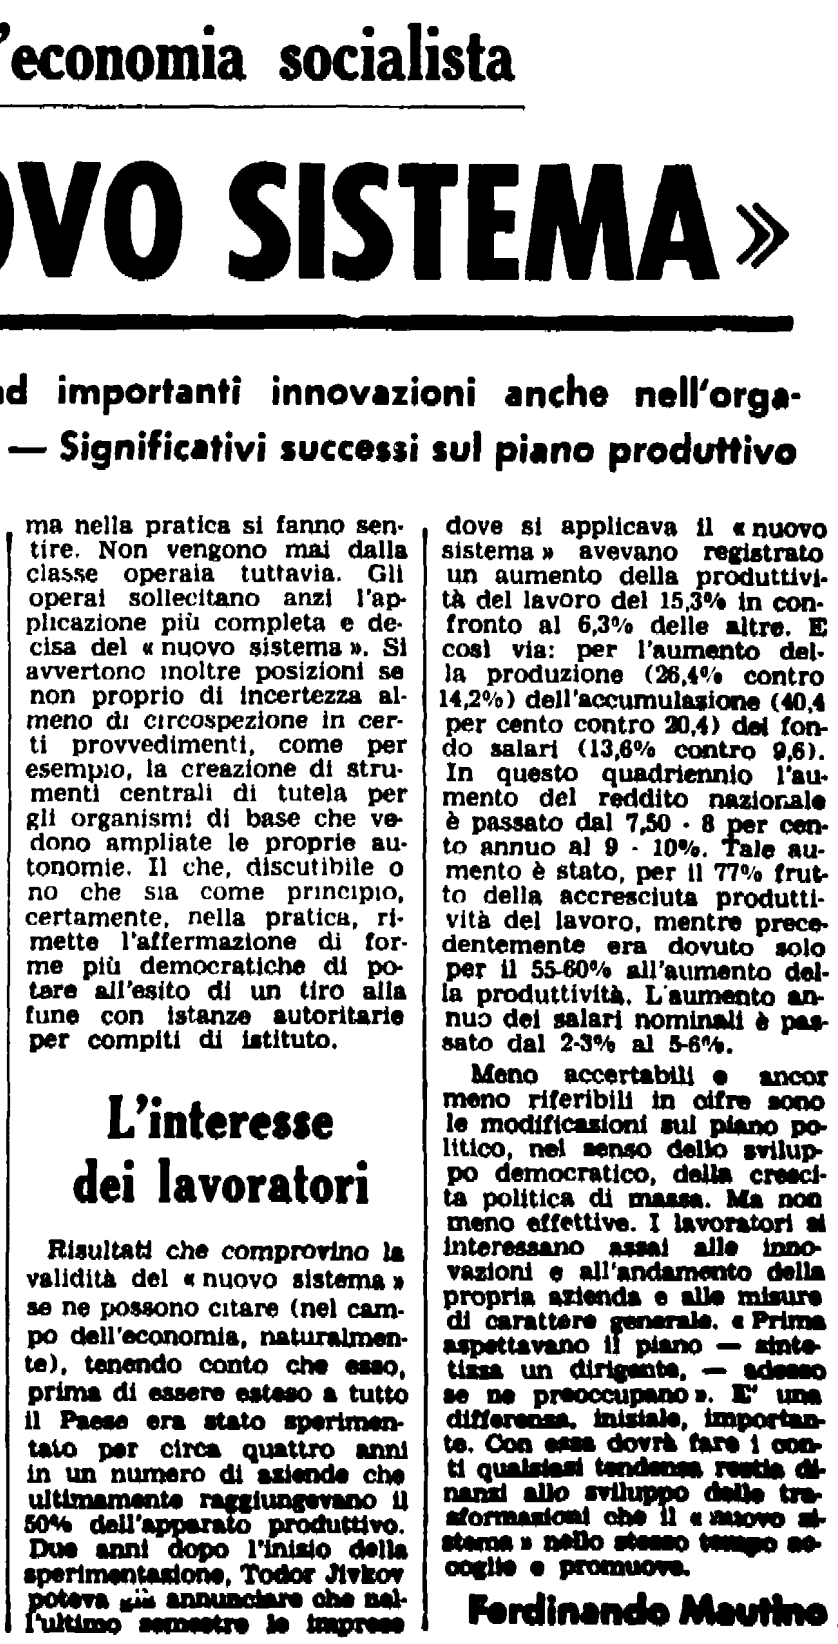 'economia socialista
OVO SISTEMA»
ad importanti innovazioni anche nell'orga-
— Significativi successi sul piano produttivo
ma nella pratica si fanno sen-
tire. Non vengono mai dalla
classe operaia tuttavia. Gli
operai sollecitano anzi l'ap-
plicazione più completa e de-
cisa del « nuovo sistema ». Si
avvertono inoltre posizioni se
non proprio di incertezza al-
meno di circospezione in cer-
ti provvedimenti, come per
esempio, la creazione di stru-
menti centrali di tutela per
gli organismi di base che ve-
dono ampliate le proprie au-
tonomie. Il che, discutibile o
no che sia come principio,
certamente, nella pratica, ri-
mette l'affermazione di for-
me più democratiche di po-
tere all'esito di un tiro alla
fune con istanze autoritarie
per compiti di istituto.
L'interesse
dei lavoratori
Risultati che comprovino la
validità del « nuovo sistema »
se ne possono citare (nel cam-
po dell'economia, naturalmen-
te), tenendo conto che esso,
prima di essere esteso a tutto
il Paese era stato sperimen-
tato per circa quattro anni
in un numero di aziende che
ultimamente raggiungevano il
50% dell'apparato produttivo.
Due anni dopo l'inizio della
sperimentazione, Todor Jivkov
poteva già annunciare che nel-
l'ultimo semestre le imprese
dove si applicava il « nuovo
sistema » avevano registrato
un aumento della produttivi-
tà del lavoro del 15,3% in con-
fronto al 6,3% delle altre. E
così via: per l'aumento del-
la produzione (26,4% contro
14,2%) dell'accumulazione (40,4
per cento contro 20,4) dei fon-
do salari (13,6% contro 9,6).
In questo quadriennio l'au-
mento del reddito nazionale
è passato dal 7,50 - 8 per cen-
to annuo al 9 - 10%. Tale au-
mento è stato, per il 77% frut-
to della accresciuta produtti-
vità del lavoro, mentre prece-
dentemente era dovuto solo
per il 55-60% all'aumento del-
la produttività. L'aumento an-
nuo dei salari nominali è pas-
sato dal 2-3% al 5-6%.
Meno accertabili e ancor
meno riferibili in cifre sono
le modificazioni sul piano po-
litico, nel senso dello svilup-
po democratico, della cresci-
ta politica di massa. Ma non
meno effettive. I lavoratori si
interessano assai alle inno-
vazioni e all'andamento della
propria azienda e alle misure
di carattere generale. « Prima
aspettavano il piano — sinte-
tizza un dirigente, — adesso
se ne preoccupano ». E' una
differenza, iniziale, importan-
te. Con essa dovrà fare i con-
ti qualsiasi tendenza restia di-
nanzi allo sviluppo delle tra-
sformazioni che il « nuovo si-
stema » nello stesso tempo ac-
coglie e promuove.
Ferdinando Mautino